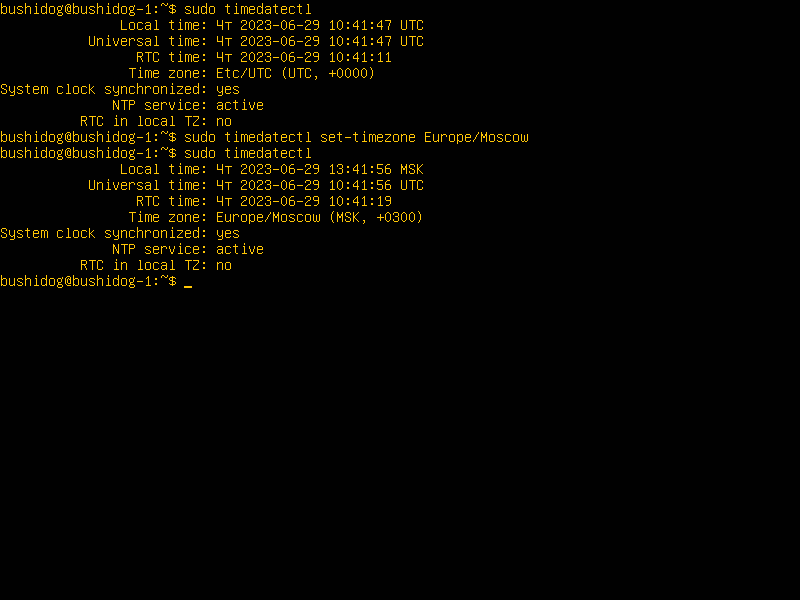 bushidog@bushidog-1:~$ sudo timedatectl
Local time: Чт 2023-06-29 10:41:47 UTC
Universal time: Чт 2023-06-29 10:41:47 UTC
RTC time: Чт 2023-06-29 10:41:11
Time zone: Etc/UTC (UTC, +0000)
System clock synchronized: yes
NTP service: active
RTC in local TZ: no
bushidog@bushidog-1:~$ sudo timedatectl set-timezone Europe/Moscow
bushidog@bushidog-1:~$ sudo timedatectl
Local time: Чт 2023-06-29 13:41:56 MSK
Universal time: Чт 2023-06-29 10:41:56 UTC
RTC time: Чт 2023-06-29 10:41:19
Time zone: Europe/Moscow (MSK, +0300)
System clock synchronized: yes
NTP service: active
RTC in local TZ: no
bushidog@bushidog-1:~$ _